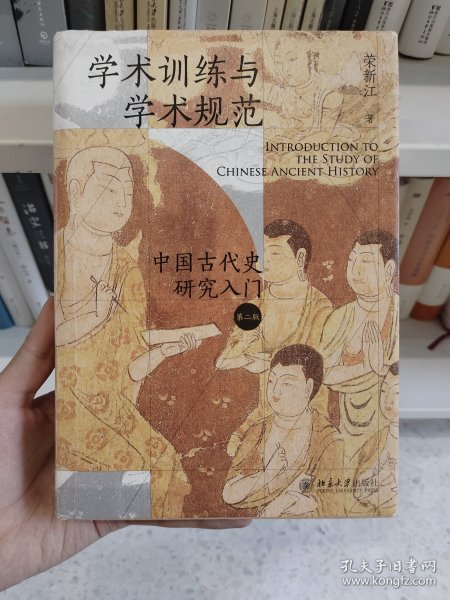 学术训练与
学术规范
荣新江 著
INTRODUCTION TO
THE STUDY OF
CHINESE ANCIENT HISTORY
中国古代史
研究入门
第二版
北京大学出版社
PEKING UNIVERSITY PRESS
孔夫子旧书网
www.kongfz.com